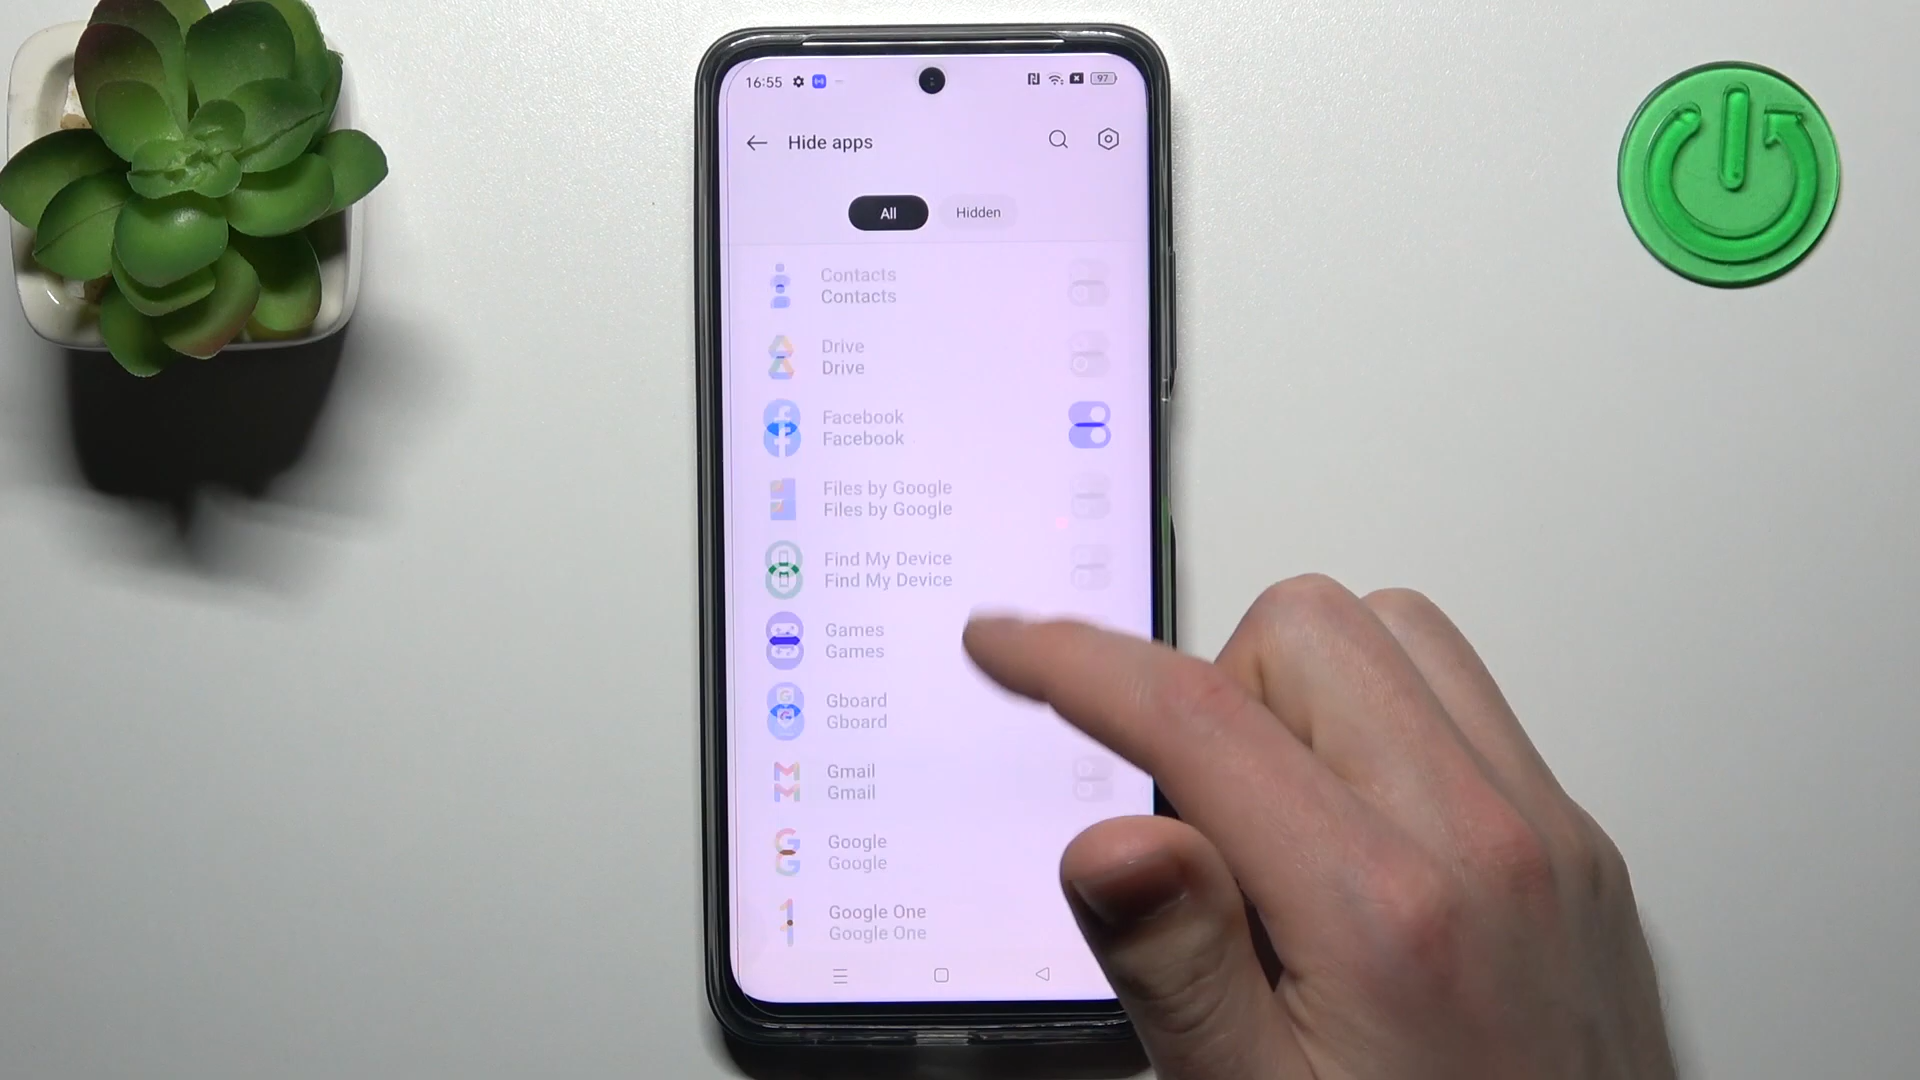 16:55
97
Hide apps
All
Hidden
Contacts
Contacts
Drive
Drive
Facebook
Facebook
Files by Google
Files by Google
Find My Device
Find My Device
Games
Games
Gboard
Gboard
Gmail
Gmail
Google
Google
Google One
Google One